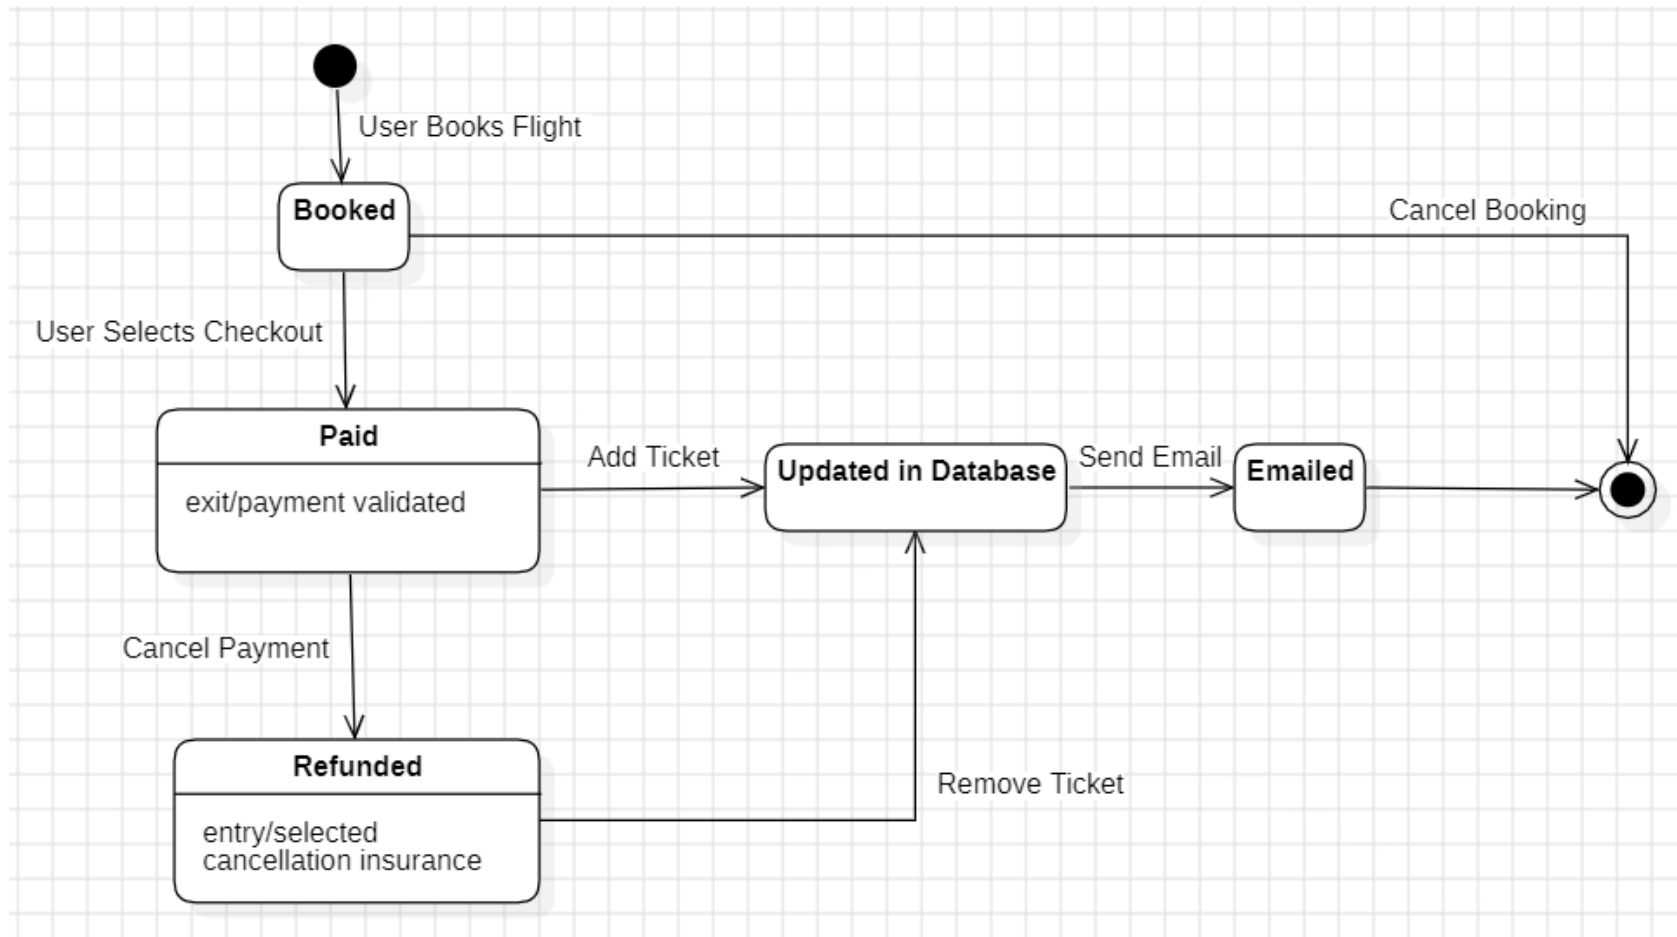 User Books Flight
Booked
Cancel Booking
User Selects Checkout
Paid
exit/payment validated
Add Ticket
Updated in Database
Send Email
Emailed
Cancel Payment
Refunded
entry/selected
cancellation insurance
Remove Ticket